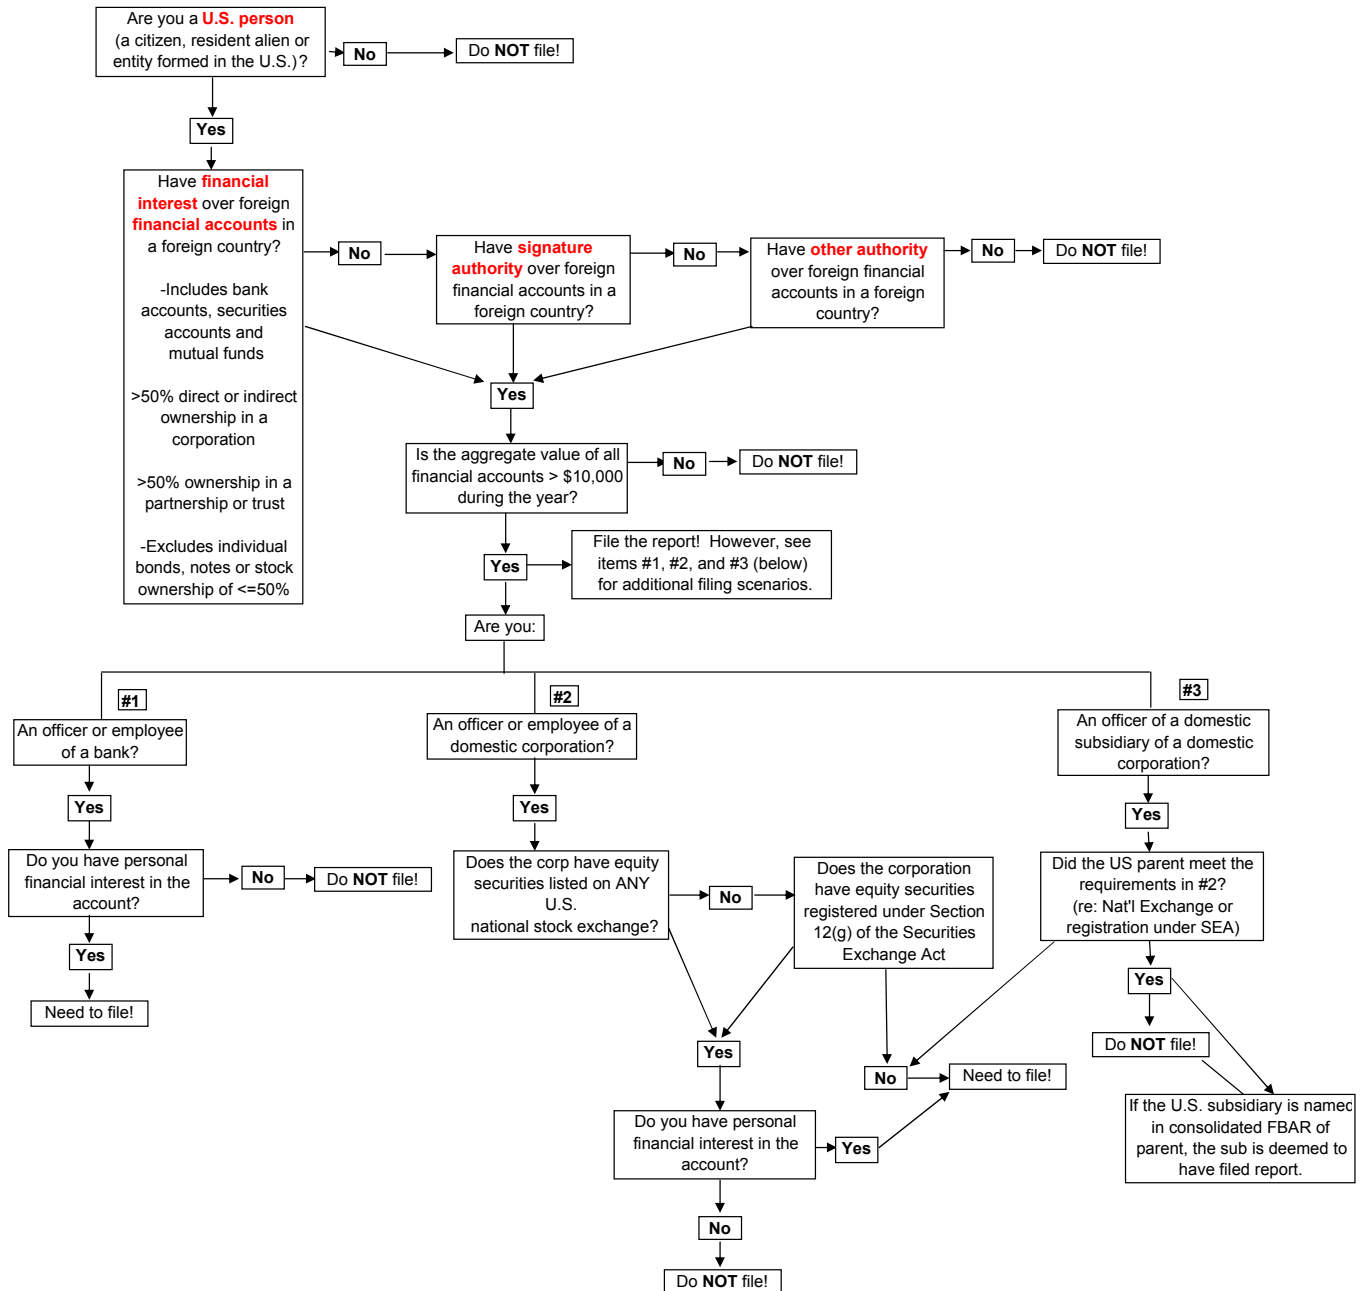 Are you a U.S. person
(a citizen, resident alien or
entity formed in the U.S.)?
No
Do NOT file!
Yes
Have financial
interest over foreign
financial accounts in
a foreign country?
-Includes bank
accounts, securities
accounts and
mutual funds
>50% direct or indirect
ownership in a
corporation
>50% ownership in a
partnership or trust
-Excludes individual
bonds, notes or stock
ownership of <=50%
No
Have signature
authority over foreign
financial accounts in a
foreign country?
No
Have other authority
over foreign financial
accounts in a foreign
country?
No
Do NOT file!
Yes
Is the aggregate value of all
financial accounts > $10,000
during the year?
No
Do NOT file!
Yes
File the report!  However, see
items #1, #2, and #3 (below)
for additional filing scenarios.
Are you:
#1
An officer or employee
of a bank?
Yes
Do you have personal
financial interest in the
account?
No
Do NOT file!
Yes
Need to file!
#2
An officer or employee of a
domestic corporation?
Yes
Does the corp have equity
securities listed on ANY
U.S.
national stock exchange?
No
Does the corporation
have equity securities
registered under Section
12(g) of the Securities
Exchange Act
Yes
No
Need to file!
Do you have personal
financial interest in the
account?
Yes
No
Do NOT file!
#3
An officer of a domestic
subsidiary of a domestic
corporation?
Yes
Did the US parent meet the
requirements in #2?
(re: Nat'l Exchange or
registration under SEA)
Yes
Do NOT file!
If the U.S. subsidiary is named
in consolidated FBAR of
parent, the sub is deemed to
have filed report.